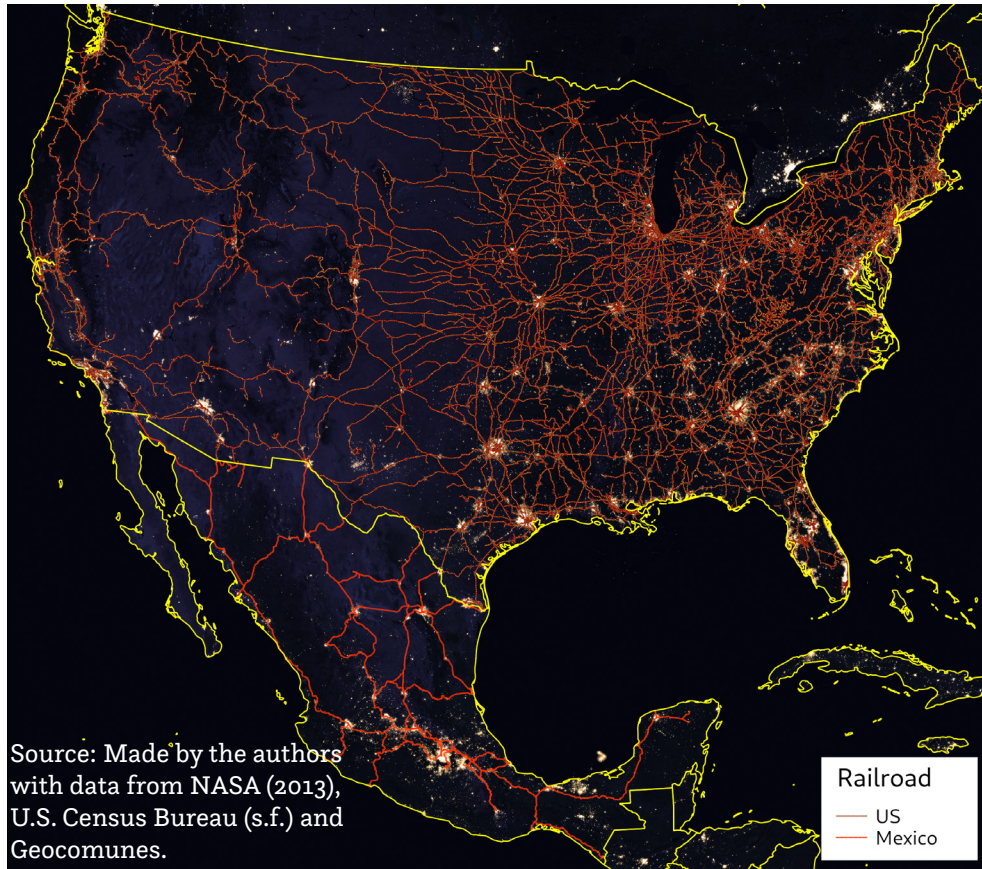 Source: Made by the authors
with data from NASA (2013),
U.S. Census Bureau (s.f.) and
Geocomunes.
Railroad
US
Mexico